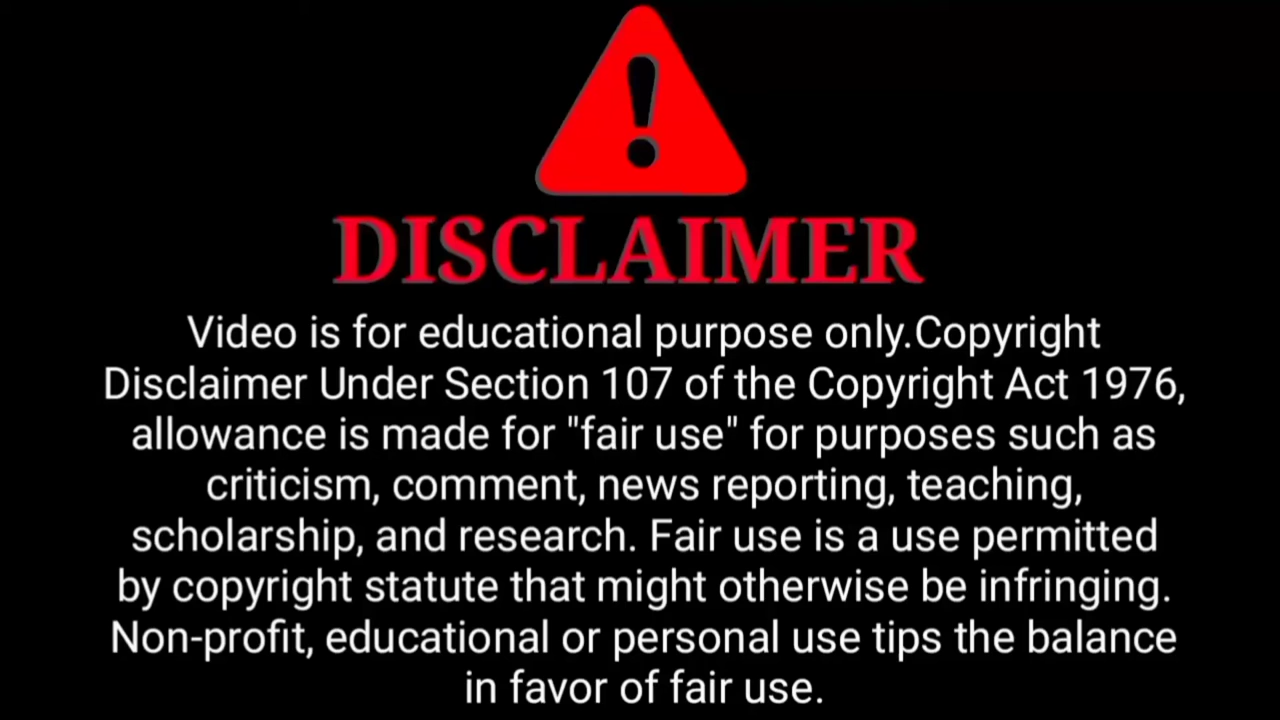 DISCLAIMER
Video is for educational purpose only.Copyright
Disclaimer Under Section 107 of the Copyright Act 1976,
allowance is made for "fair use" for purposes such as
criticism, comment, news reporting, teaching,
scholarship, and research. Fair use is a use permitted
by copyright statute that might otherwise be infringing.
Non-profit, educational or personal use tips the balance
in favor of fair use.